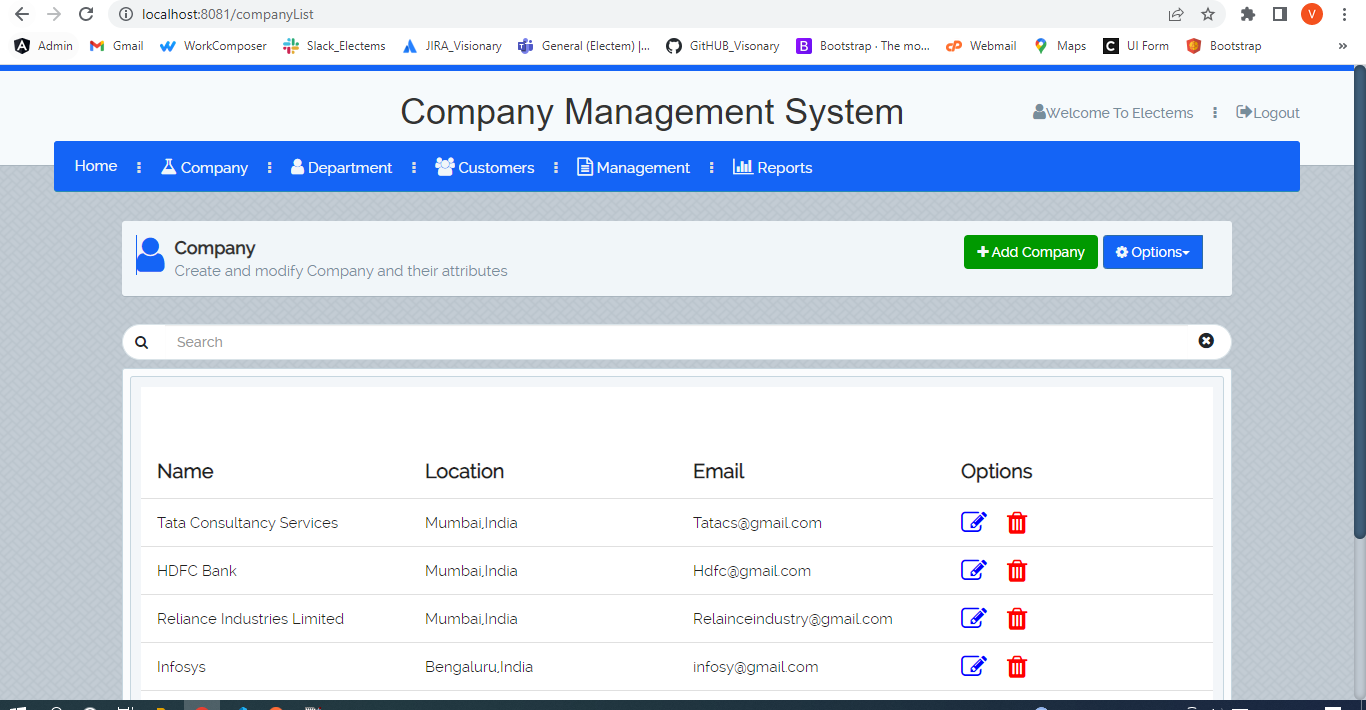 localhost:8081/companyList
V
Admin Gmail WorkComposer Slack_Electems JIRA_Visionary General (Electem) |... GitHUB_Visonary Bootstrap · The mo... Webmail Maps UI Form Bootstrap »
Company Management System
Welcome To Electems Logout
Home Company Department Customers Management Reports
Company
Create and modify Company and their attributes
Add Company Options
Search
Name Location Email Options
Tata Consultancy Services Mumbai,India Tatacs@gmail.com
HDFC Bank Mumbai,India Hdfc@gmail.com
Reliance Industries Limited Mumbai,India Relainceindustry@gmail.com
Infosys Bengaluru,India infosy@gmail.com